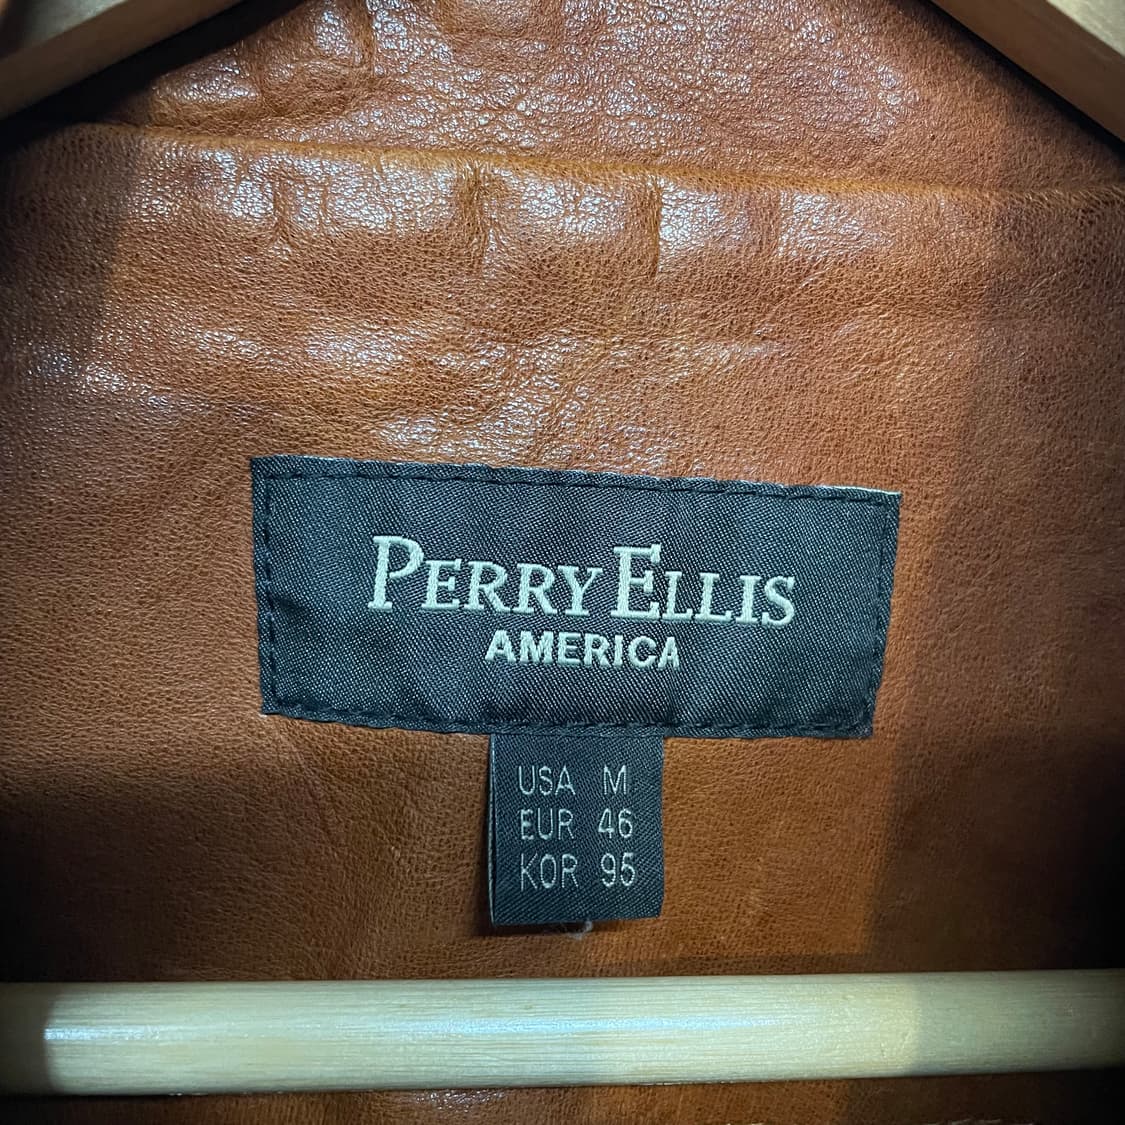 PERRY ELLIS
AMERICA
USA M
EUR 46
KOR 95